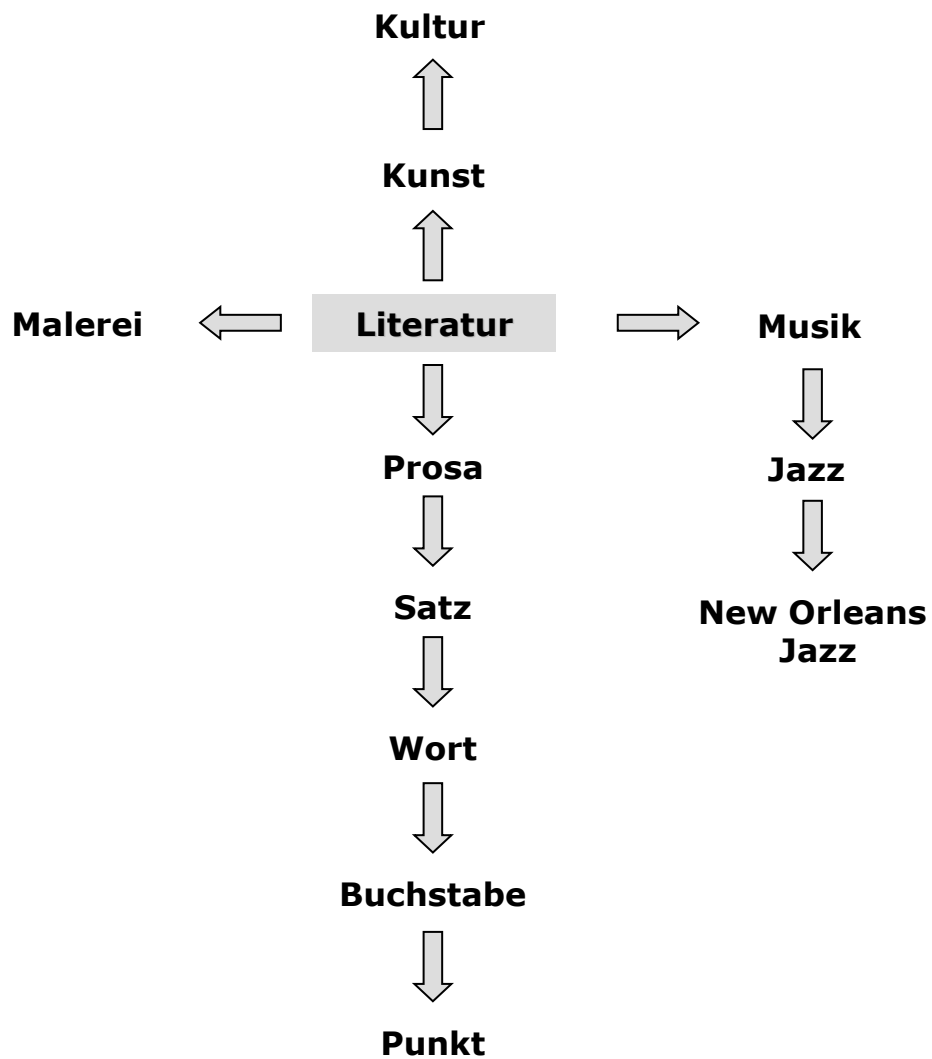 Kultur
Kunst
Malerei
Literatur
Musik
Prosa
Jazz
Satz
New Orleans
Jazz
Wort
Buchstabe
Punkt